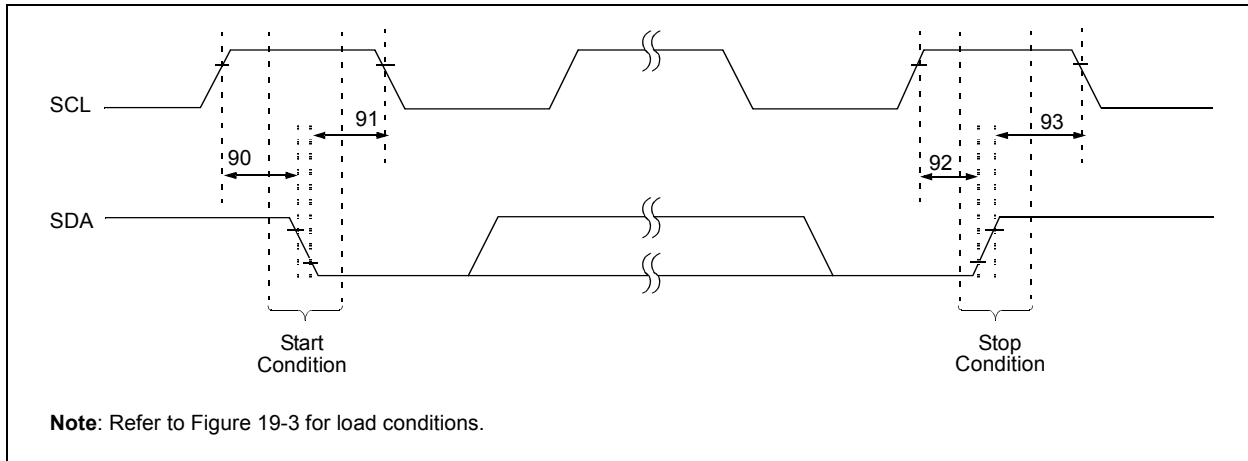 SCL
91
93
90
92
SDA
Start
Condition
Stop
Condition
Note: Refer to Figure 19-3 for load conditions.